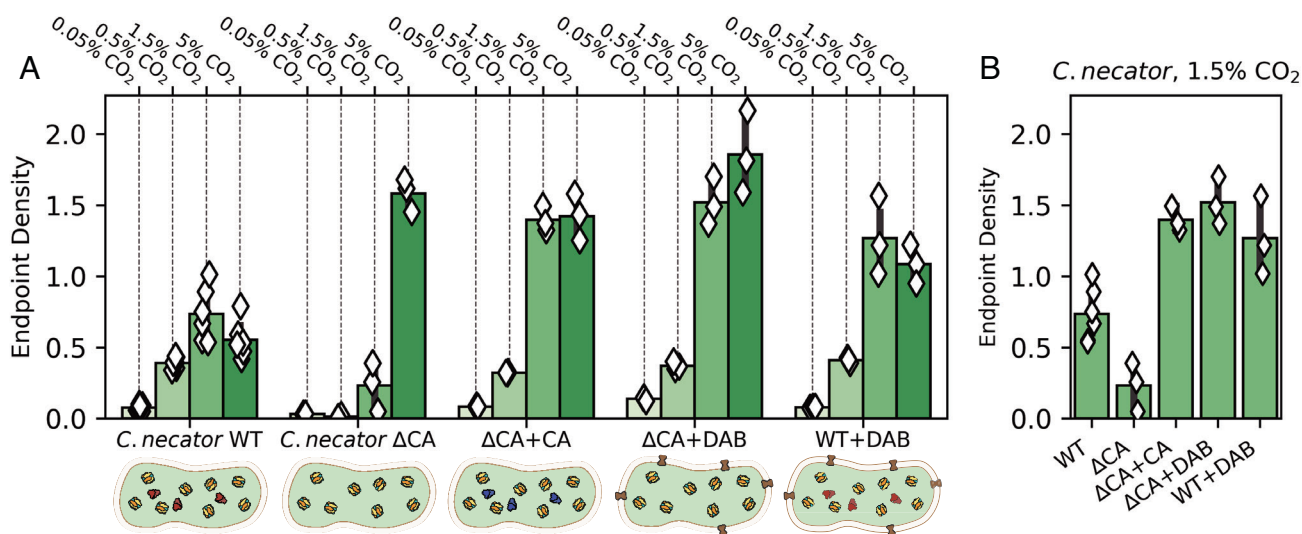 A
0.05% CO₂ 0.5% CO₂ 1.5% CO₂ 5% CO₂ 0.05% CO₂ 0.5% CO₂ 1.5% CO₂ 5% CO₂ 0.05% CO₂ 0.5% CO₂ 1.5% CO₂ 5% CO₂ 0.05% CO₂ 0.5% CO₂ 1.5% CO₂ 5% CO₂ 0.05% CO₂ 0.5% CO₂ 1.5% CO₂ 5% CO₂
Endpoint Density
2.0
1.5
1.0
0.5
0.0
C. necator WT C. necator ΔCA ΔCA+CA ΔCA+DAB WT+DAB
B
C. necator, 1.5% CO₂
Endpoint Density
2.0
1.5
1.0
0.5
0.0
WT ΔCA ΔCA+CA ΔCA+DAB WT+DAB